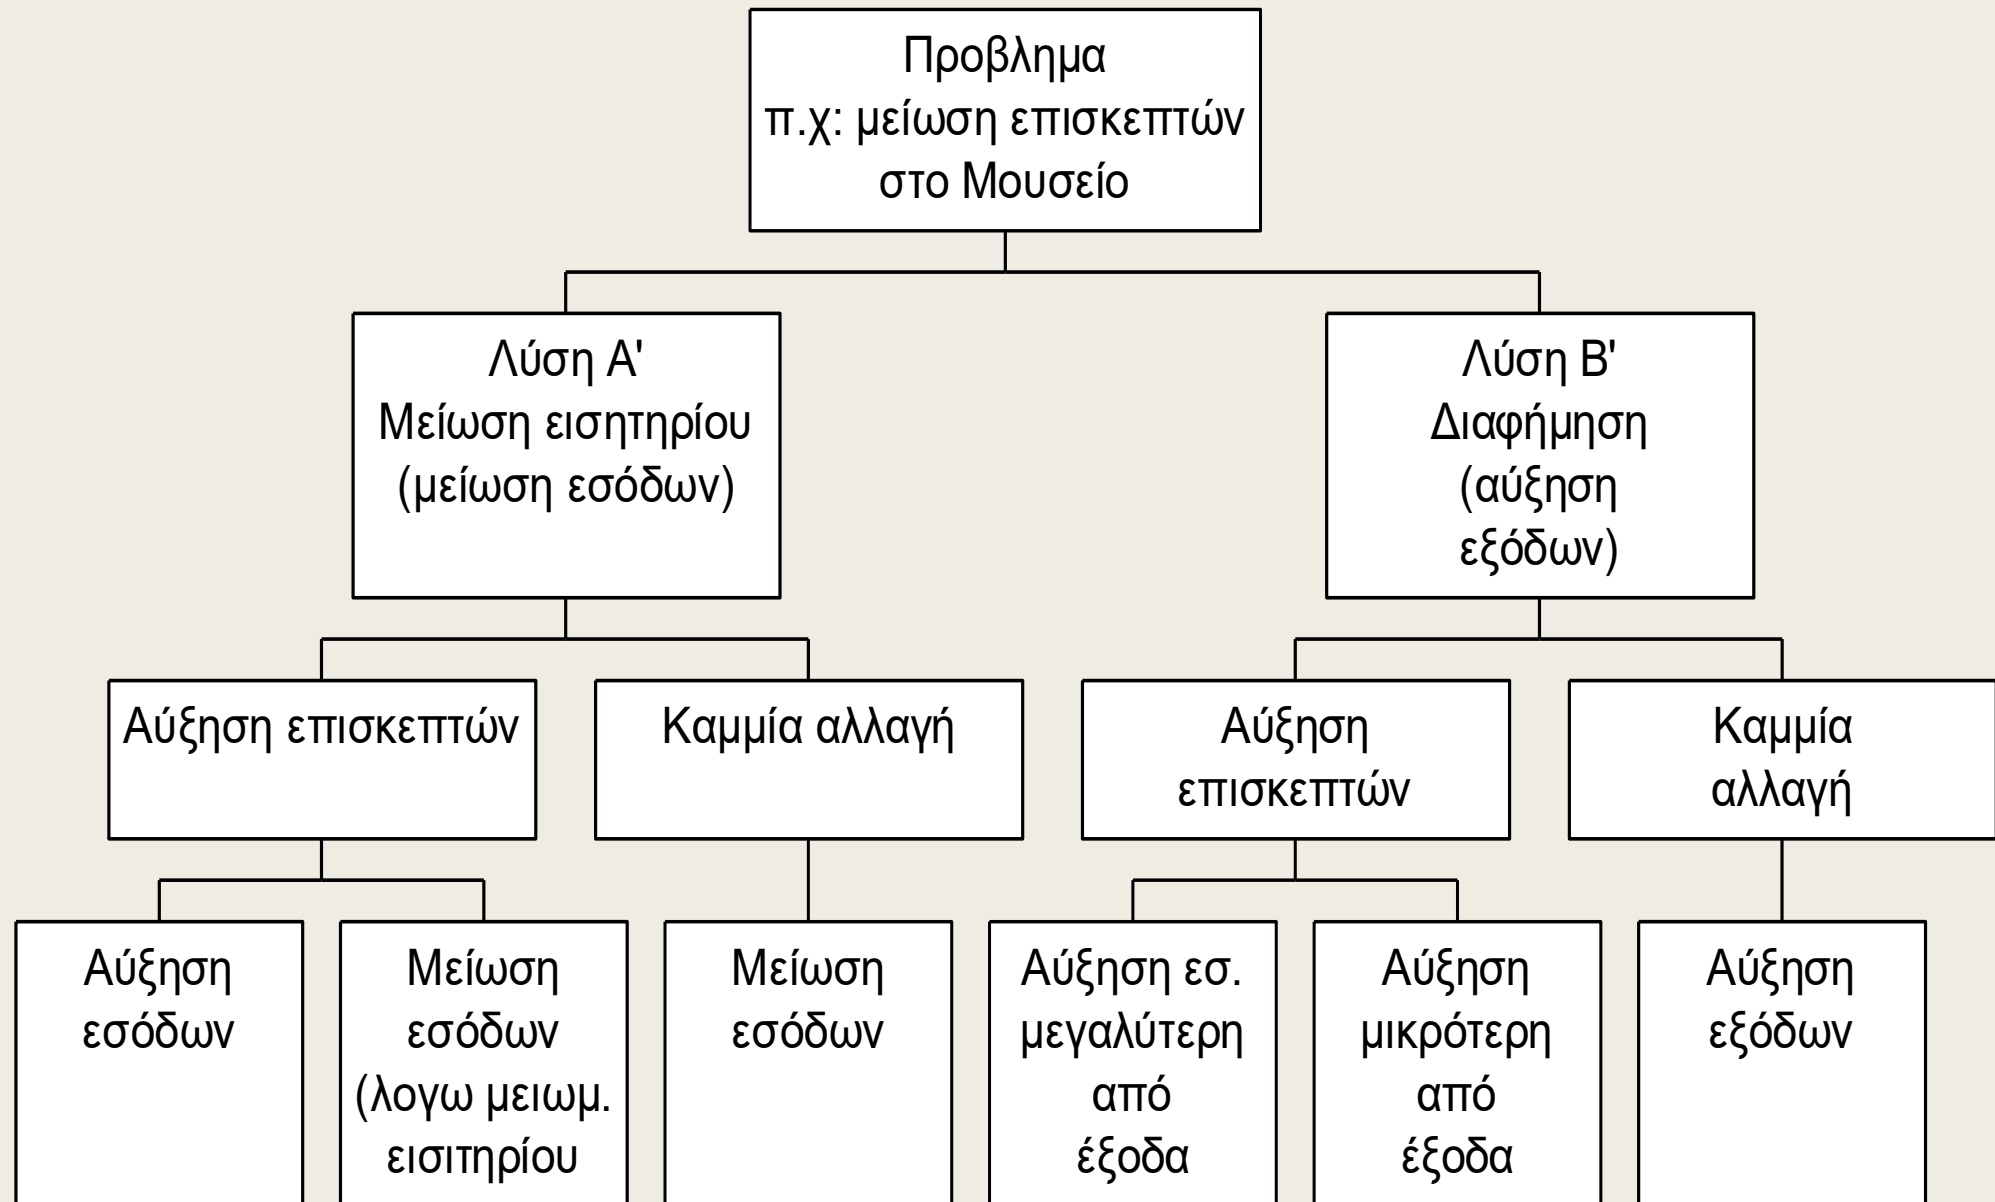 Προβλημα
π.χ: μείωση επισκεπτών
στο Μουσείο
Λύση Α'
Μείωση εισητηρίου
(μείωση εσόδων)
Λύση Β'
Διαφήμηση
(αύξηση
εξόδων)
Αύξηση επισκεπτών
Καμμία αλλαγή
Αύξηση
επισκεπτών
Καμμία
αλλαγή
Αύξηση
εσόδων
Μείωση
εσόδων
(λογω μειωμ.
εισιτηρίου
Μείωση
εσόδων
Αύξηση εσ.
μεγαλύτερη
από
έξοδα
Αύξηση
μικρότερη
από
έξοδα
Αύξηση
εξόδων